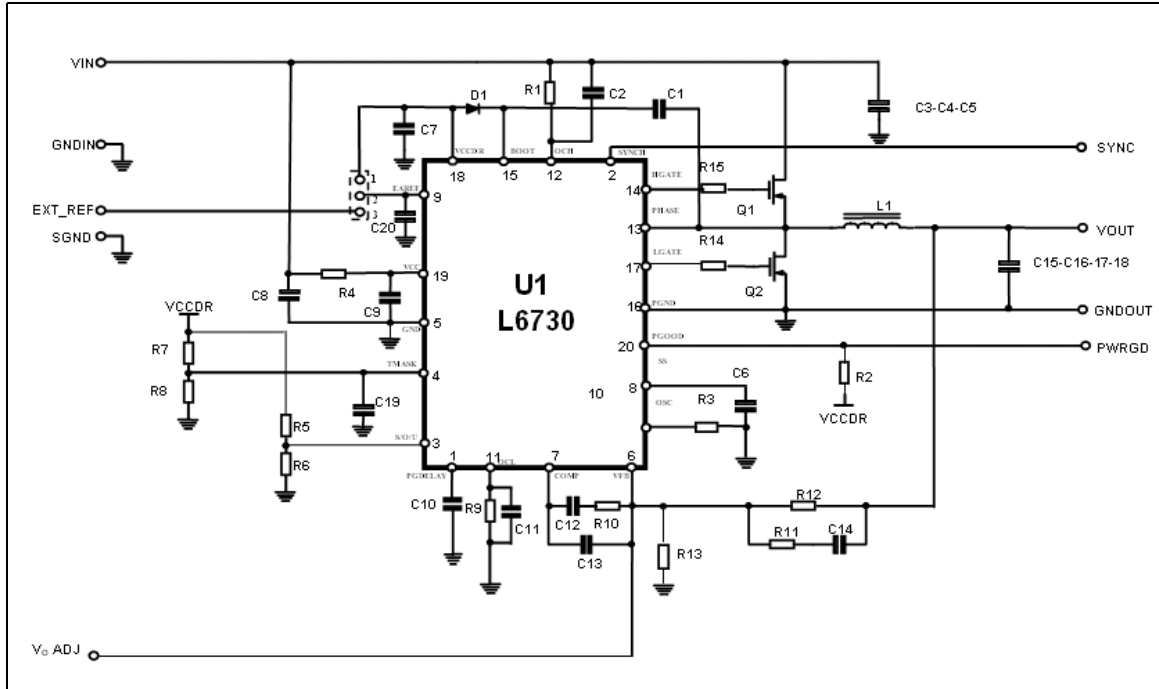 VIN
D1
R1
C2
C1
C3-C4-C5
C7
GNDIN
VCCDR
BOOT
OCH
SYNCH
SYNC
18
15
12
2
1
EAREF
HGATE
R15
9
14
2
PHASE
Q1
L1
EXT_REF
3
C20
13
VOUT
SGND
LGATE
R14
VCC
17
C15-C16-17-18
19
U1
C8
R4
C9
L6730
Q2
VCCDR
5
GND
PGND
16
GNDOUT
R7
PGOOD
20
PWRGD
TMASK
SS
R8
4
C6
R2
10
8
C19
OSC
R3
VCCDR
R5
S/O/U
3
R6
1
11
OCL
7
6
PGDELAY
COMP
VFB
R12
C10
R9
C11
C12
R10
R11
C14
C13
R13
Vo ADJ